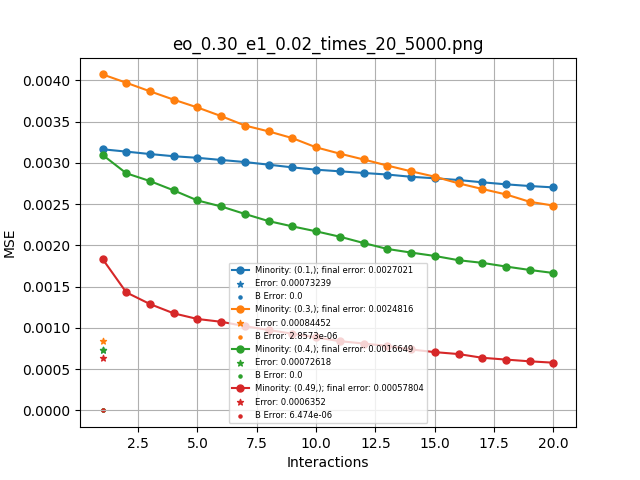 eo_0.30_e1_0.02_times_20_5000.png
MSE
0.0040
0.0035
0.0030
0.0025
0.0020
0.0015
0.0010
0.0005
0.0000
Minority: (0.1,); final error: 0.0027021
Error: 0.00073239
B Error: 0.0
Minority: (0.3,); final error: 0.0024816
Error: 0.00084452
B Error: 2.8573e-06
Minority: (0.4,); final error: 0.0016649
Error: 0.00072618
B Error: 0.0
Minority: (0.49,); final error: 0.00057804
Error: 0.0006352
B Error: 6.474e-06
2.5 5.0 7.5 10.0 12.5 15.0 17.5 20.0
Interactions